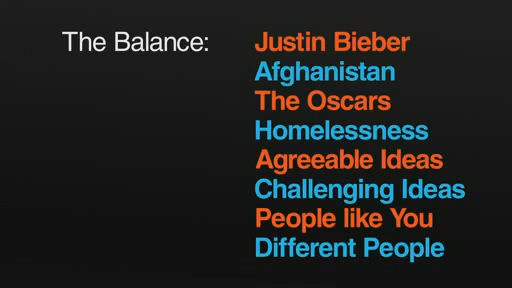 The Balance: Justin Bieber
Afghanistan
The Oscars
Homelessness
Agreeable Ideas
Challenging Ideas
People like You
Different People